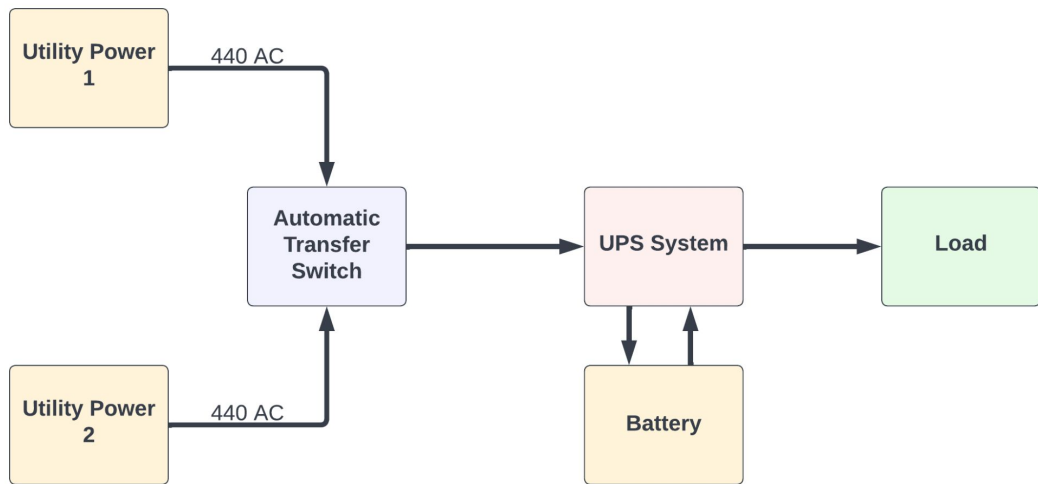 Utility Power
1
440 AC
Automatic
Transfer
Switch
UPS System
Load
Utility Power
2
440 AC
Battery